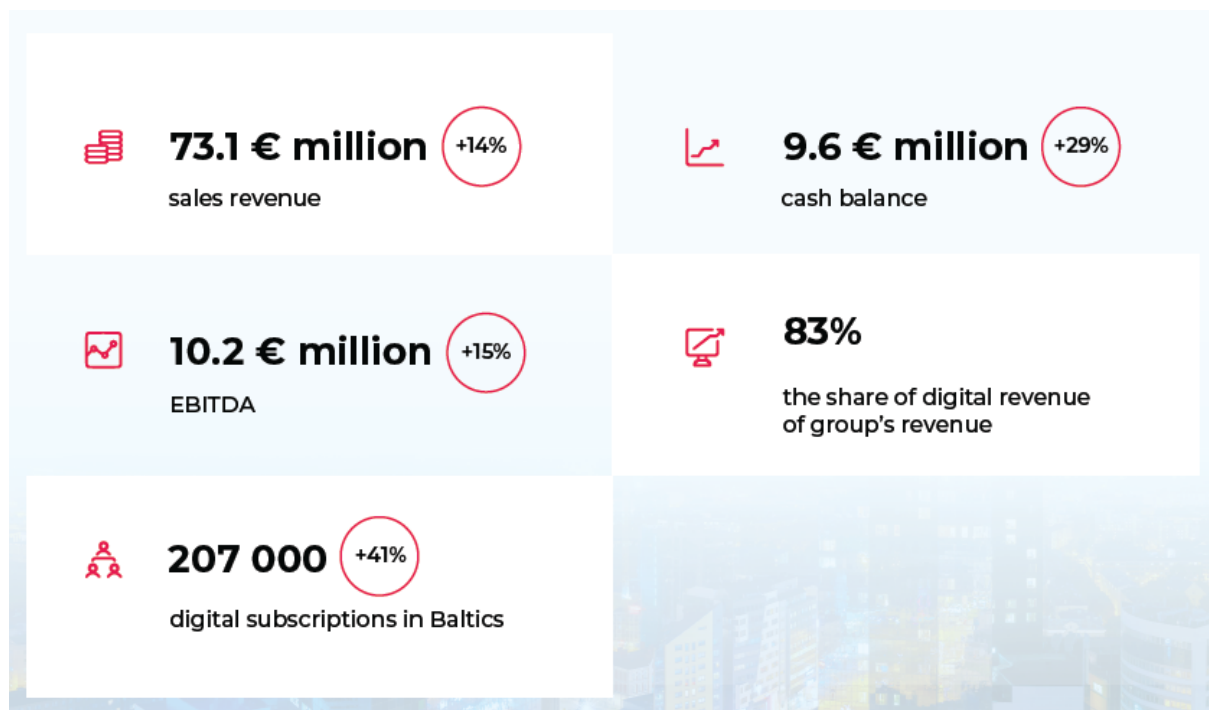 73.1 € million +14%
sales revenue
9.6 € million +29%
cash balance
10.2 € million +15%
EBITDA
83%
the share of digital revenue
of group’s revenue
207 000 +41%
digital subscriptions in Baltics